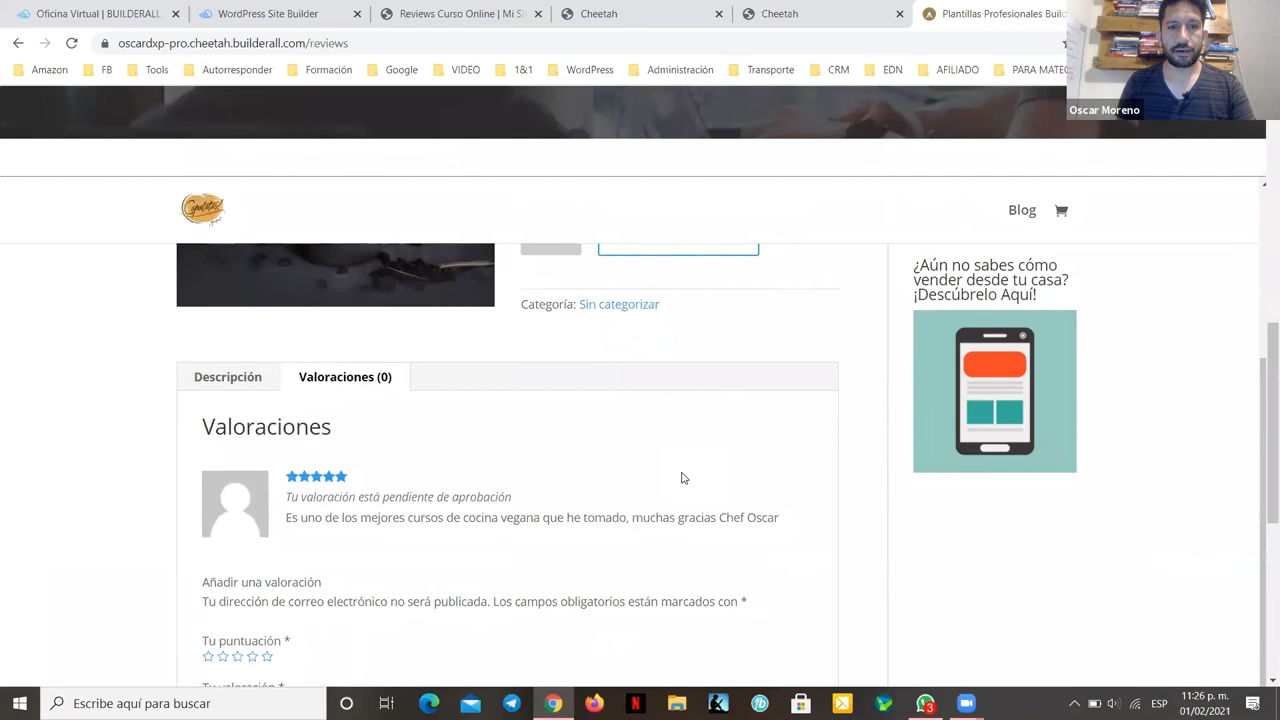 Oficina Virtual | BUILDERALL
WordPress Site Builder
Cheetah
Cheetah
Plantillas Profesionales Build
oscardxp-pro.cheetah.builderall.com/reviews
Amazon
FB
Tools
Autorresponder
Formación
Google
VIDEO
1&1
WordPress
Administración
Transporte
CRM
EDN
AFILIADO
PARA MATEO
Oscar Moreno
Blog
Categoría: Sin categorizar
¿Aún no sabes cómo
vender desde tu casa?
¡Descúbrelo Aquí!
Descripción
Valoraciones (0)
Valoraciones
Tu valoración está pendiente de aprobación
Es uno de los mejores cursos de cocina vegana que he tomado, muchas gracias Chef Oscar
Añadir una valoración
Tu dirección de correo electrónico no será publicada. Los campos obligatorios están marcados con *
Tu puntuación *
Tu valoración *
Escribe aquí para buscar
3
ESP
11:26 p. m.
01/02/2021